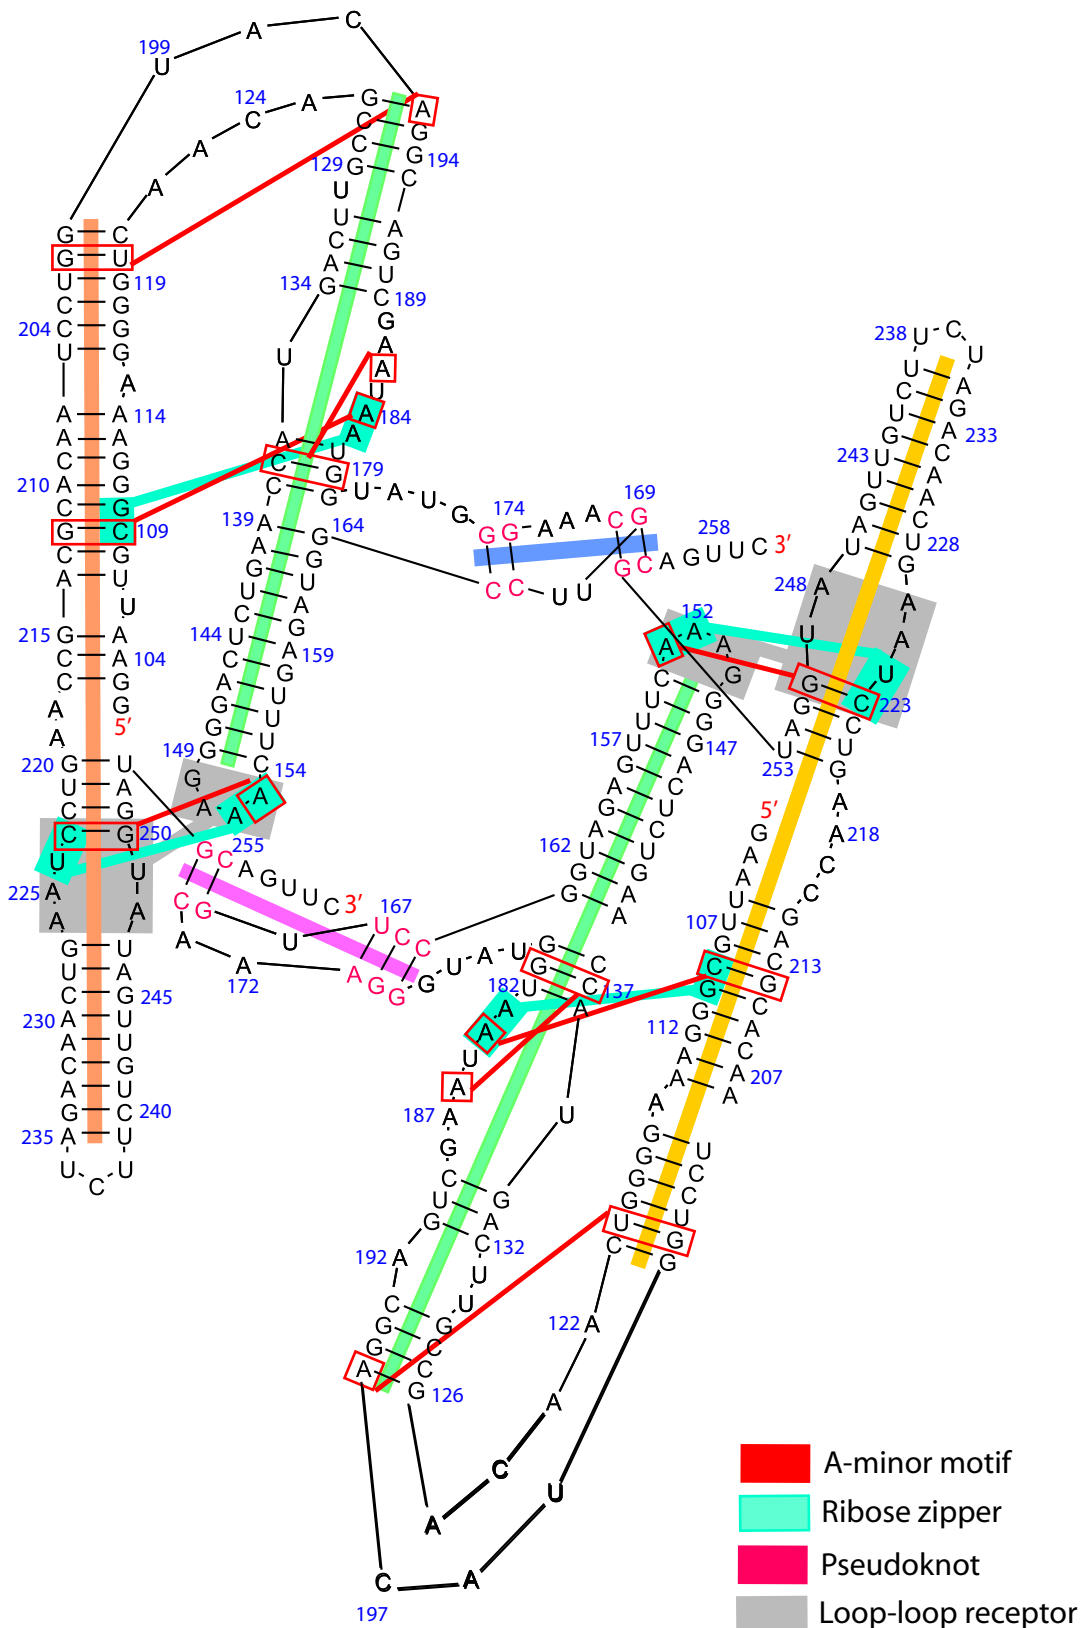 C
A
199
U
124
A
C
A
A
A
G C C G U U C A G U A C C A A G U C U C A G G G G A A A C U U U G A G A U G G
129
134
139
144
149
154
159
164
A G G C A G U C G A A U A A U G G U A U G G G A A A C G
194
189
184
179
174
169
G G U C C U A A C A C G C A G C C A A G U C C U A A G U C A A C A G A U C U
204
210
215
220
225
230
235
C U G G G G A A A G G G C G U U A A G G
119
114
109
104
5'
U A G G U A U A G U U G U C U U
250
245
240
C C U U
G C A G U U C 3'
258
G C A G U U C 3'
255
C G U U C C
167
A A A G G G U A U G G U A A U A A G C U G A C G G A
172
182
187
192
152
A A A G G G A C U C U G A A C C A U G A C U U G C C G
147
137
132
126
C U U U G A G A U G G
157
162
238
U C U A G A C A A C U G A A U C C U G A A C C G A C G C A C A A U C C U G G
233
228
223
218
213
207
U C U G U U G A U A U G G A U
243
248
253
5'
G A A U U G C G G G A A A G G G G U C
107
112
122
A
A
C
A
U
A
C
197
A-minor motif
Ribose zipper
Pseudoknot
Loop-loop receptor